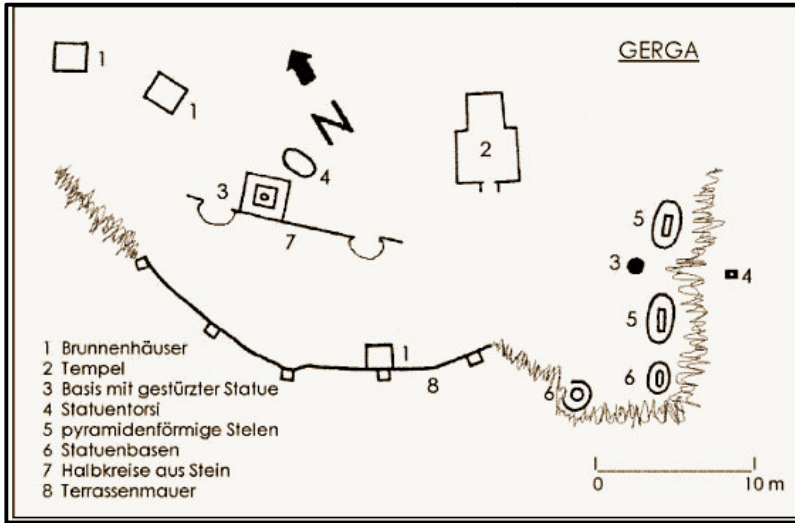 GERGA
1
1
N
2
4
3
5
7
3
4
5
1
6
6
8
1 Brunnenhäuser
2 Tempel
3 Basis mit gestürzter Statue
4 Statuentorsi
5 pyramidenförmige Stelen
6 Statuenbasen
7 Halbkreise aus Stein
8 Terrassenmauer
0 10 m